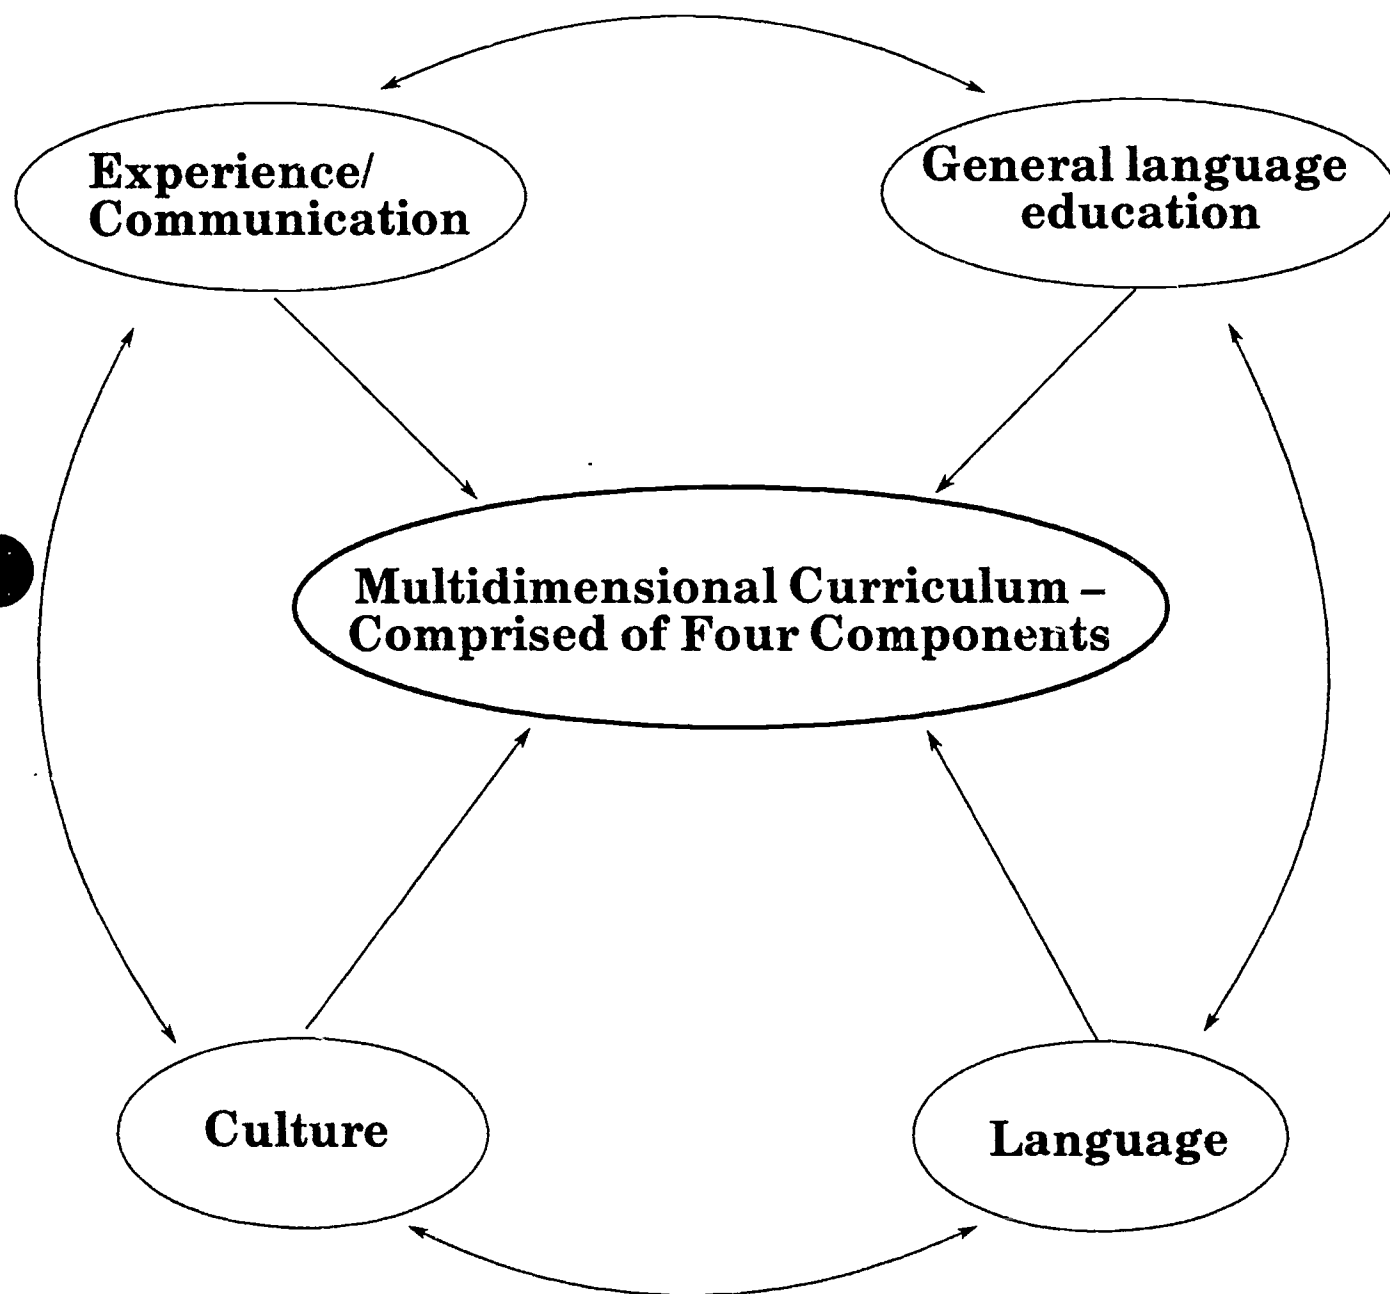 Experience/
Communication
General language
education
Multidimensional Curriculum –
Comprised of Four Components
Culture
Language